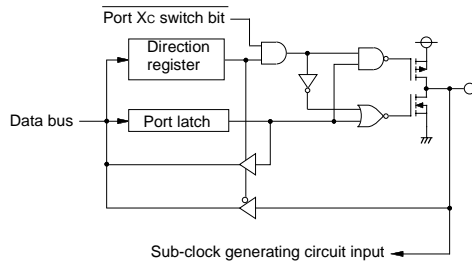 Port XC switch bit
Direction
register
Data bus
Port latch
Sub-clock generating circuit input